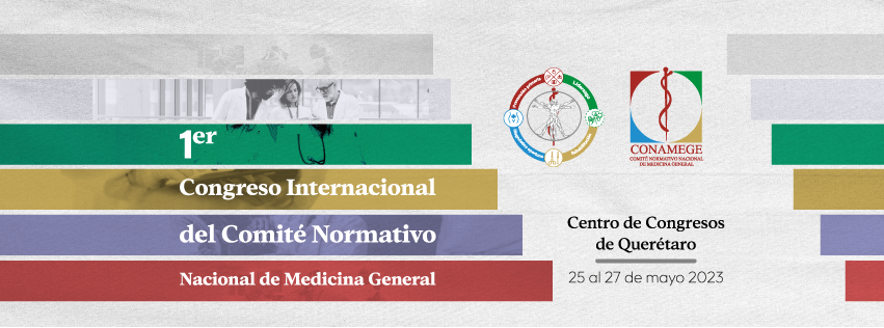 1er
Congreso Internacional
del Comité Normativo
Nacional de Medicina General
CONAMEGE
COMITÉ NORMATIVO NACIONAL
DE MEDICINA GENERAL
Centro de Congresos
de Querétaro
25 al 27 de mayo 2023